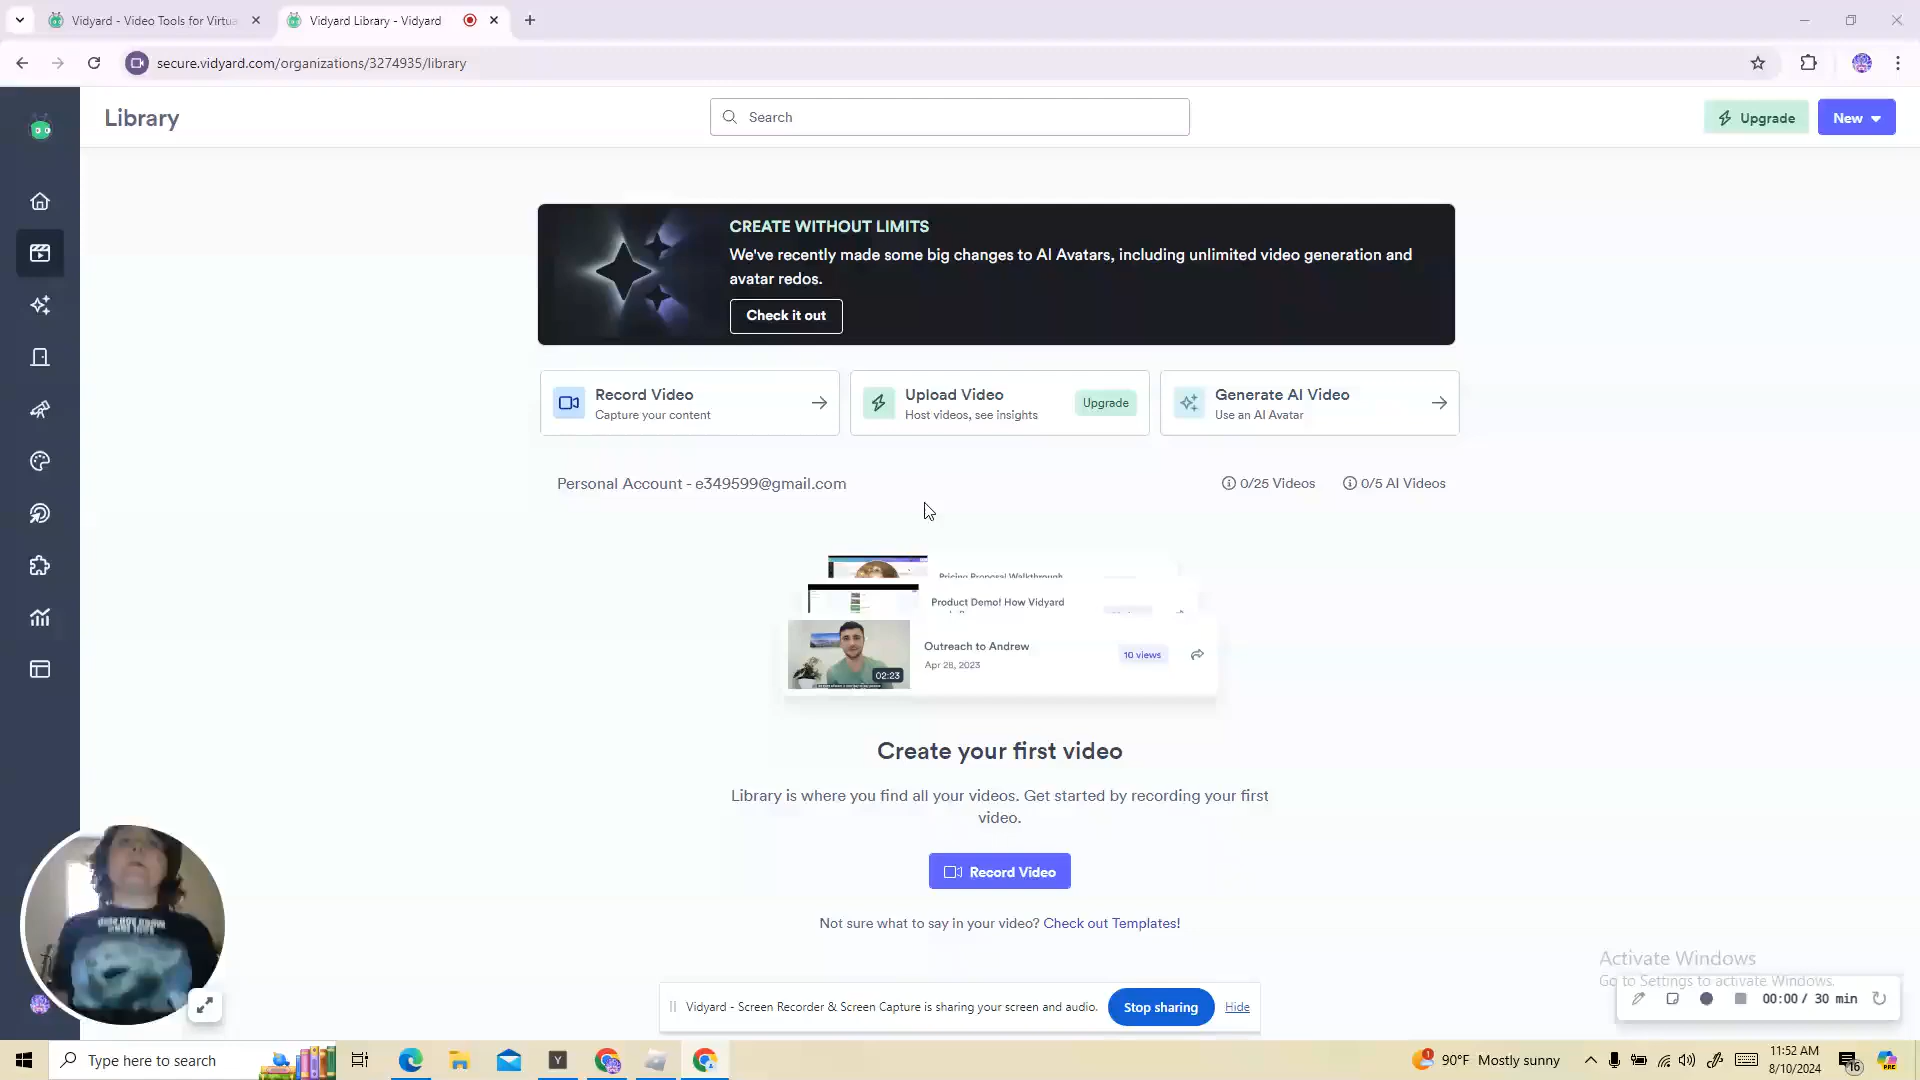 Vidyard - Video Tools for Virtua
Vidyard Library - Vidyard
secure.vidyard.com/organizations/3274935/library
Library
Search
Upgrade
New
CREATE WITHOUT LIMITS
We've recently made some big changes to AI Avatars, including unlimited video generation and
avatar redos.
Check it out
Record Video
Capture your content
Upload Video
Host videos, see insights
Upgrade
Generate AI Video
Use an AI Avatar
Personal Account - e349599@gmail.com
0/25 Videos
0/5 AI Videos
Pricing Proposal Walkthrough
Product Demo! How Vidyard
Outreach to Andrew
Apr 28, 2023
10 views
02:23
Create your first video
Library is where you find all your videos. Get started by recording your first
video.
Record Video
Not sure what to say in your video? Check out Templates!
Activate Windows
Go to Settings to activate Windows.
Vidyard - Screen Recorder & Screen Capture is sharing your screen and audio.
Stop sharing
Hide
00:00 / 30 min
Type here to search
Y
1
90°F Mostly sunny
11:52 AM
8/10/2024
16
PRE